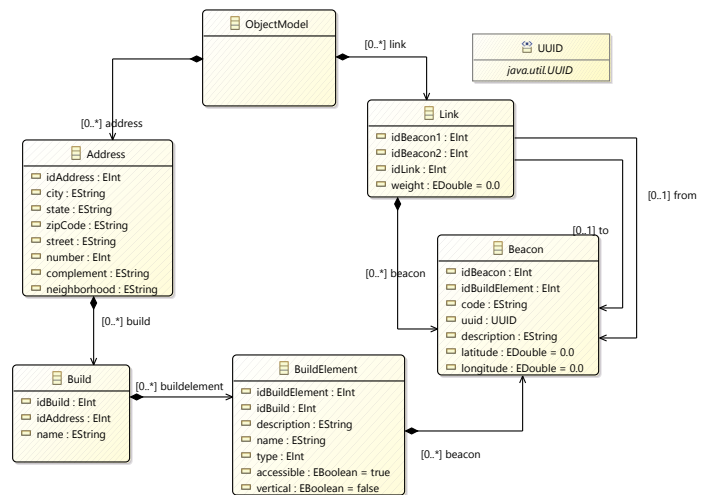 ObjectModel
[0..*] link
UUID
java.util.UUID
[0..*] address
Link
idBeacon1 : EInt
idBeacon2 : EInt
idLink : EInt
weight : EDouble = 0.0
Address
idAddress : EInt
city : EString
state : EString
zipCode : EString
street : EString
number : EInt
complement : EString
neighborhood : EString
[0..1] from
[0..1] to
[0..*] beacon
Beacon
idBeacon : EInt
idBuildElement : EInt
code : EString
uuid : UUID
description : EString
latitude : EDouble = 0.0
longitude : EDouble = 0.0
[0..*] build
Build
idBuild : EInt
idAddress : EInt
name : EString
[0..*] buildelement
BuildElement
idBuildElement : EInt
idBuild : EInt
description : EString
name : EString
type : EInt
accessible : EBoolean = true
vertical : EBoolean = false
[0..*] beacon